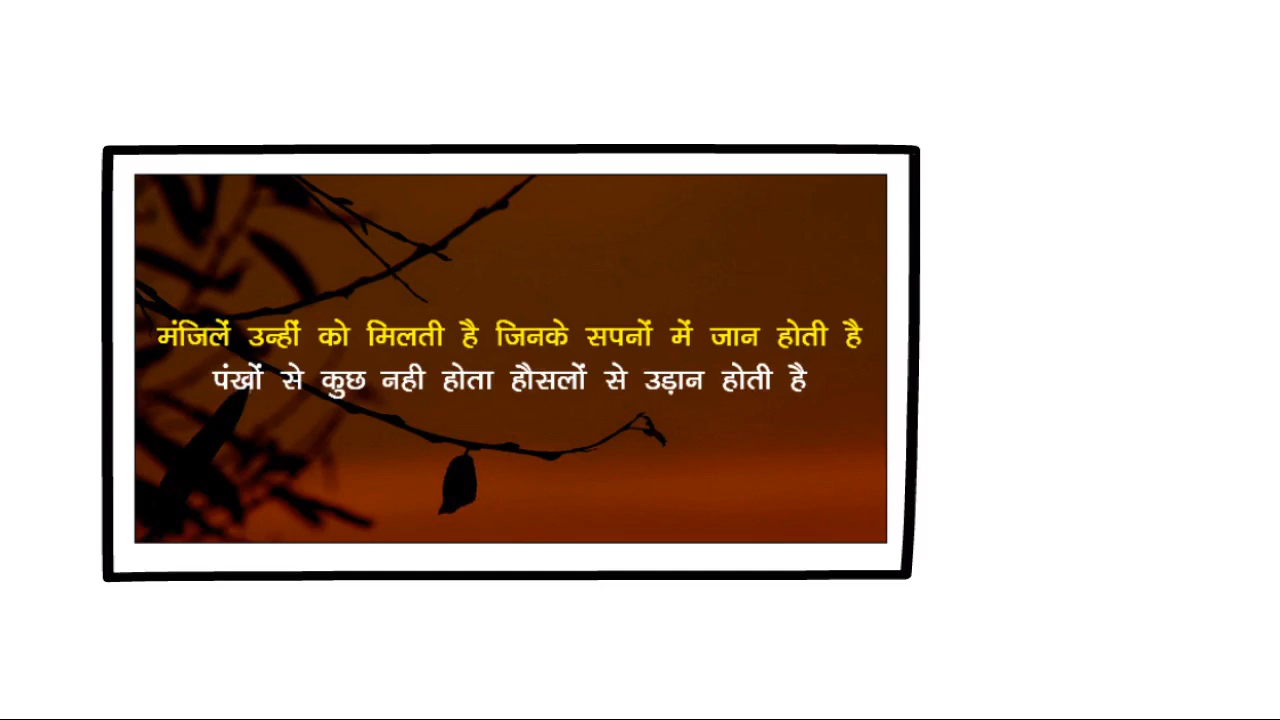 मंजिलें उन्हीं को मिलती है जिनके सपनों में जान होती है
पंखों से कुछ नही होता हौसलों से उड़ान होती है